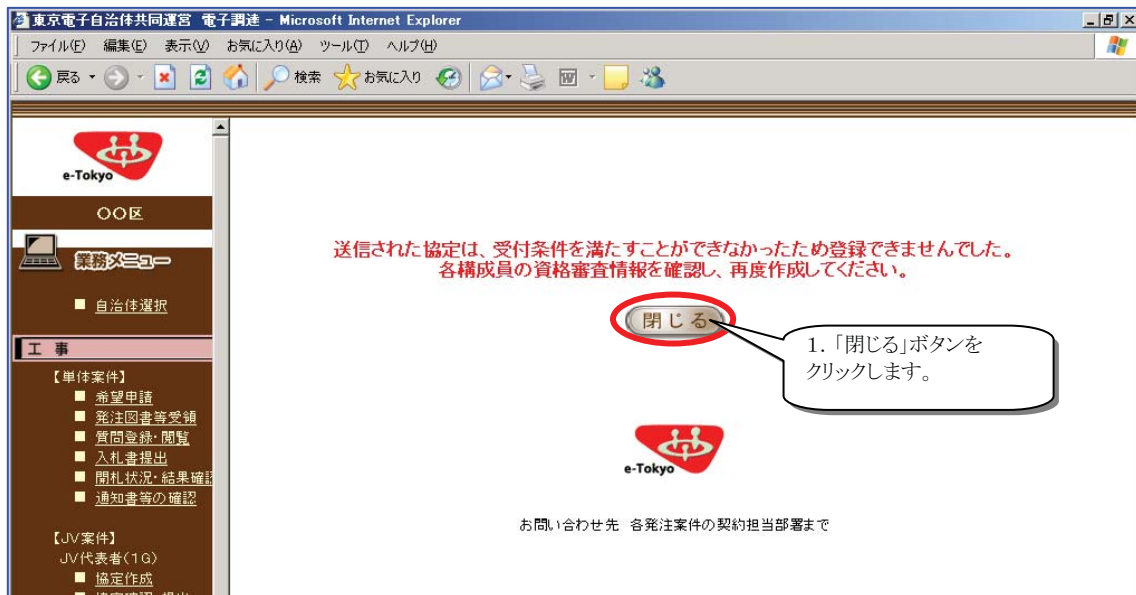 東京電子自治体共同運営 電子調達 - Microsoft Internet Explorer
ファイル(F) 編集(E) 表示(V) お気に入り(A) ツール(T) ヘルプ(H)
戻る 検索 お気に入り
e-Tokyo
〇〇区
業務メニュー
■ 自治体選択
工 事
【単体案件】
■ 希望申請
■ 発注図書等受領
■ 質問登録・閲覧
■ 入札書提出
■ 開札状況・結果確認
■ 通知書等の確認
【JV案件】
JV代表者(1G)
■ 協定作成
送信された協定は、受付条件を満たすことができなかったため登録できませんでした。
各構成員の資格審査情報を確認し、再度作成してください。
閉じる
1.「閉じる」ボタンを
クリックします。
e-Tokyo
お問い合わせ先 各発注案件の契約担当部署まで